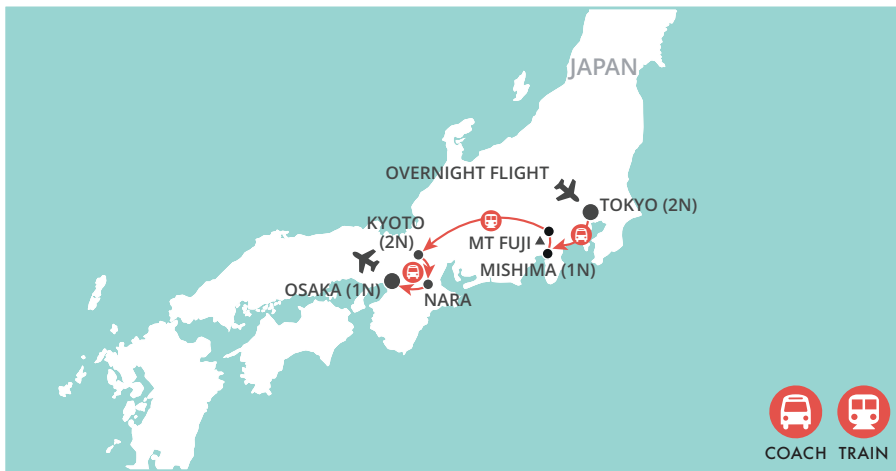 JAPAN
OVERNIGHT FLIGHT
TOKYO (2N)
KYOTO
(2N)
MT FUJI
MISHIMA (1N)
OSAKA (1N)
NARA
COACH TRAIN